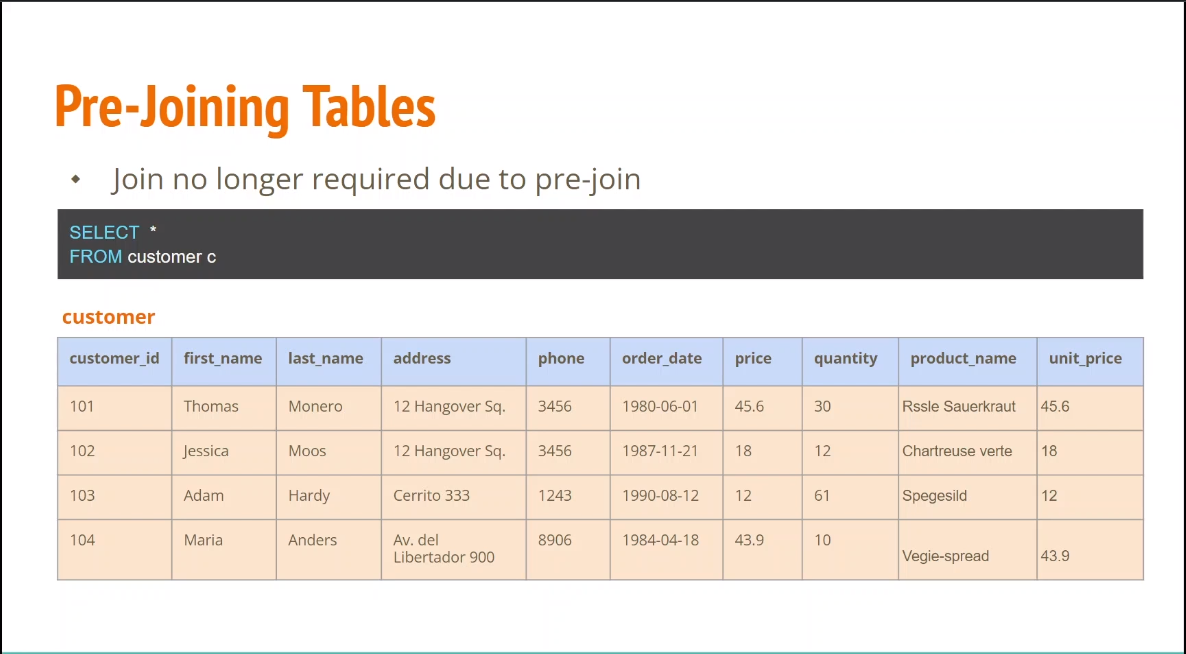 Pre-Joining Tables
◆ Join no longer required due to pre-join
SELECT *
FROM customer c
customer
customer_id first_name last_name address phone order_date price quantity product_name unit_price
101 Thomas Monero 12 Hangover Sq. 3456 1980-06-01 45.6 30 Rssle Sauerkraut 45.6
102 Jessica Moos 12 Hangover Sq. 3456 1987-11-21 18 12 Chartreuse verte 18
103 Adam Hardy Cerrito 333 1243 1990-08-12 12 61 Spegesild 12
104 Maria Anders Av. del 8906 1984-04-18 43.9 10
Libertador 900 Vegie-spread 43.9